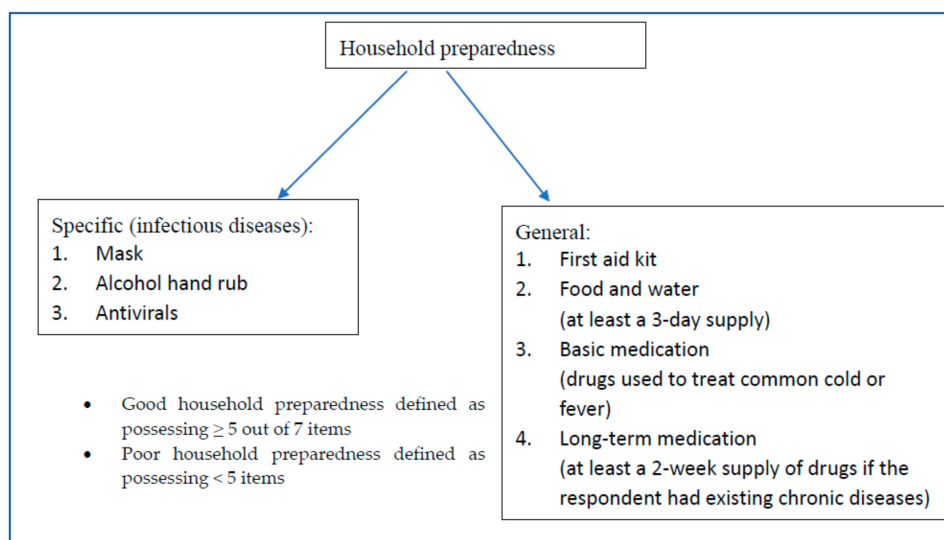 Household preparedness
Specific (infectious diseases):
1. Mask
2. Alcohol hand rub
3. Antivirals
General:
1. First aid kit
2. Food and water
(at least a 3-day supply)
3. Basic medication
(drugs used to treat common cold or
fever)
4. Long-term medication
(at least a 2-week supply of drugs if the
respondent had existing chronic diseases)
• Good household preparedness defined as
possessing ≥ 5 out of 7 items
• Poor household preparedness defined as
possessing < 5 items